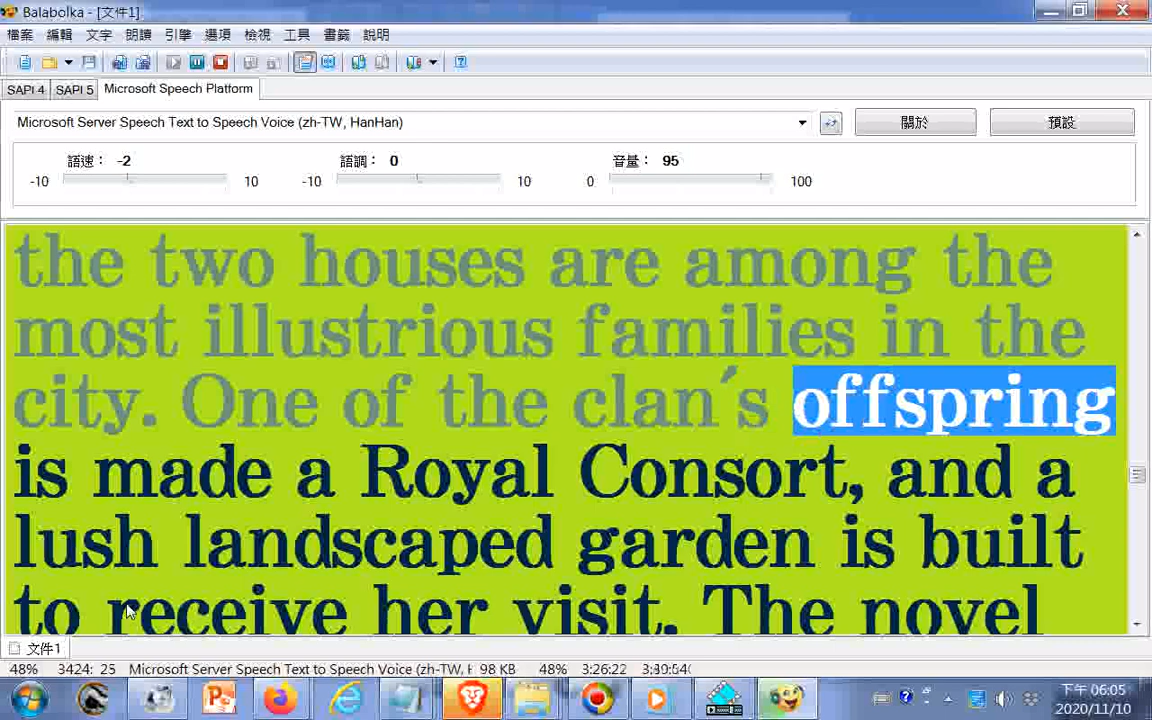 Balabolka - [文件1]
檔案 編輯 文字 朗讀 引擎 選項 檢視 工具 書籤 說明
SAPI 4 SAPI 5 Microsoft Speech Platform
Microsoft Server Speech Text to Speech Voice (zh-TW, HanHan) 關於 預設
語速： -2 語調： 0 音量： 95
-10 10 -10 10 0 100
the two houses are among the
most illustrious families in the
city. One of the clan´s offspring
is made a Royal Consort, and a
lush landscaped garden is built
to receive her visit. The novel
文件1
48% 3424: 25 Microsoft Server Speech Text to Speech Voice (zh-TW, H 98 KB 48% 3:26:22
下午 06:05
2020/11/10